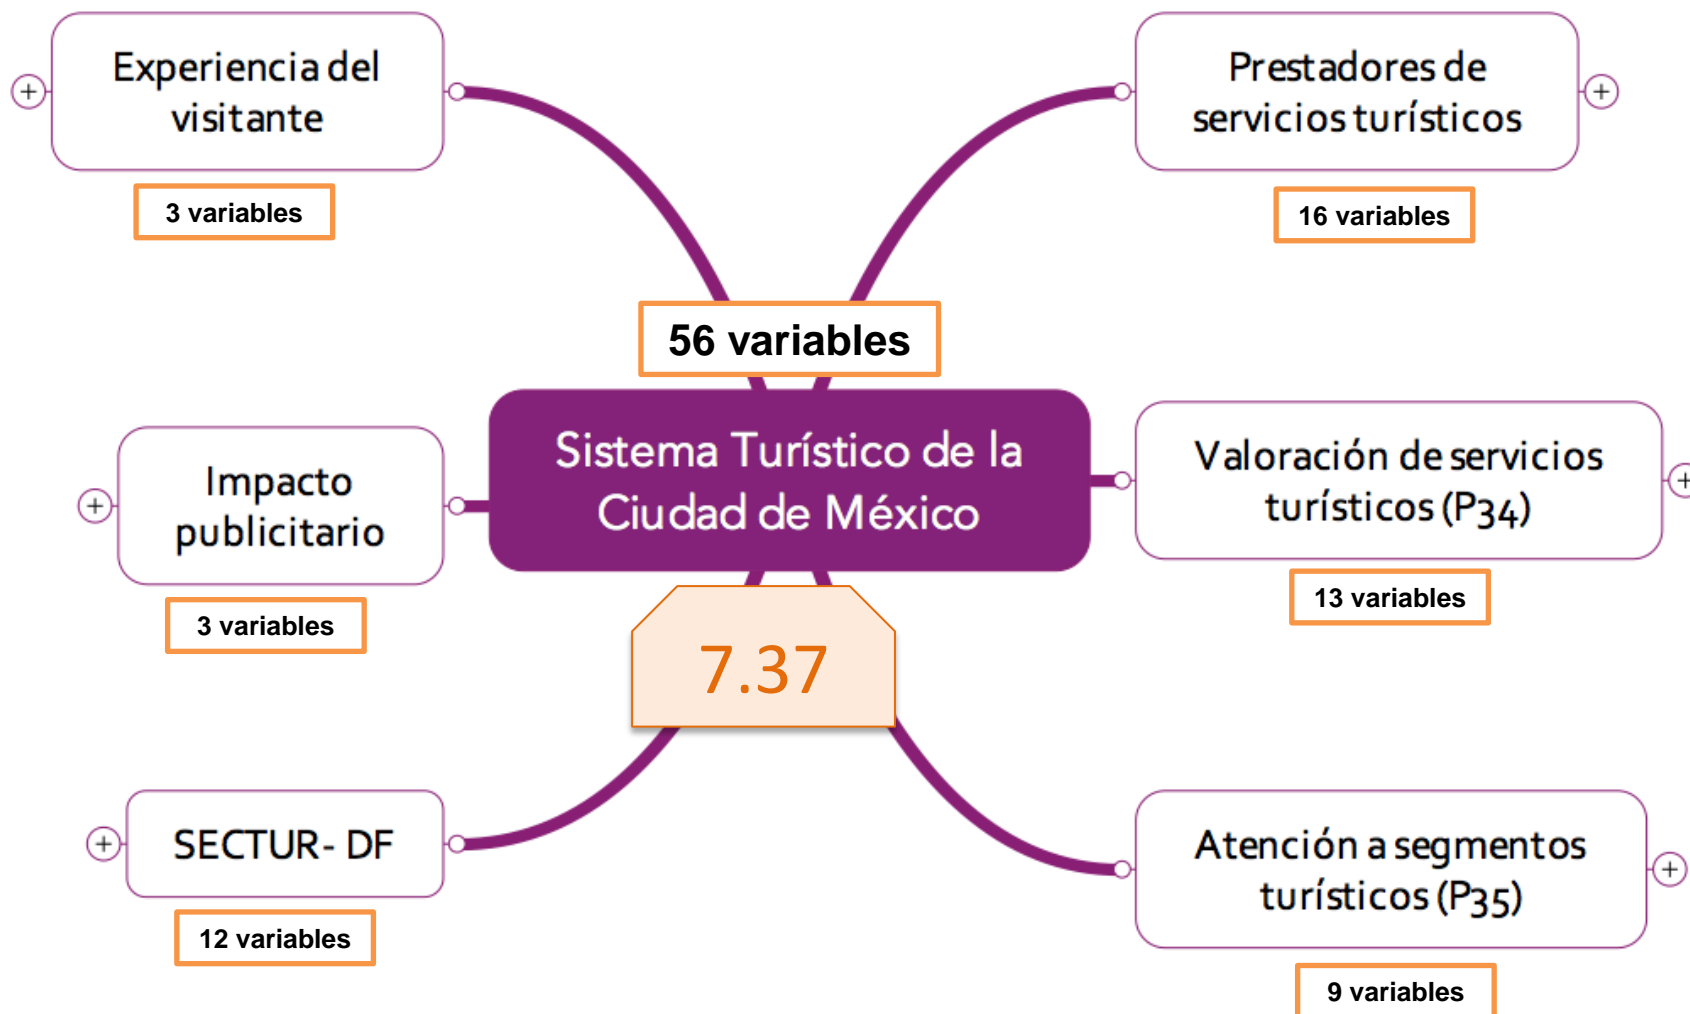 Experiencia del
visitante
3 variables
Prestadores de
servicios turísticos
16 variables
56 variables
Sistema Turístico de la
Ciudad de México
Impacto
publicitario
3 variables
Valoración de servicios
turísticos (P34)
13 variables
7.37
SECTUR- DF
12 variables
Atención a segmentos
turísticos (P35)
9 variables